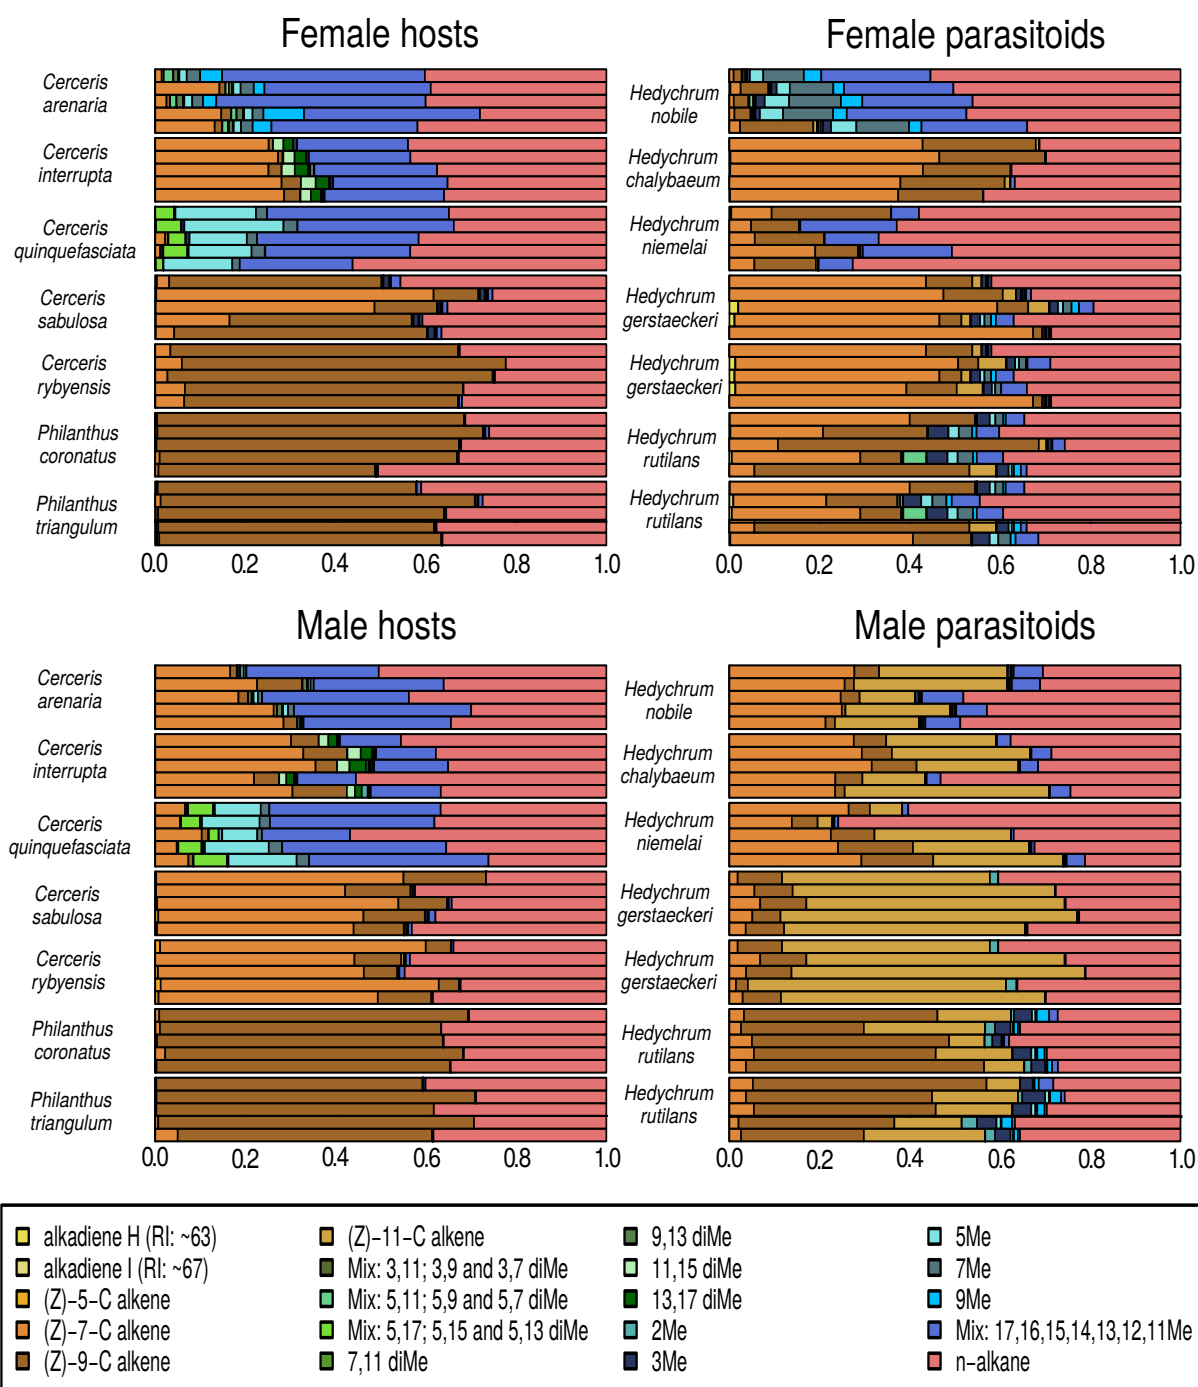 Female hosts
Female parasitoids
Cerceris
arenaria
Cerceris
interrupta
Cerceris
quinquefasciata
Cerceris
sabulosa
Cerceris
rybyensis
Philanthus
coronatus
Philanthus
triangulum
0.0 0.2 0.4 0.6 0.8 1.0
Hedychrum
nobile
Hedychrum
chalybaeum
Hedychrum
niemelai
Hedychrum
gerstaeckeri
Hedychrum
gerstaeckeri
Hedychrum
rutilans
Hedychrum
rutilans
0.0 0.2 0.4 0.6 0.8 1.0
Male hosts
Male parasitoids
Cerceris
arenaria
Cerceris
interrupta
Cerceris
quinquefasciata
Cerceris
sabulosa
Cerceris
rybyensis
Philanthus
coronatus
Philanthus
triangulum
0.0 0.2 0.4 0.6 0.8 1.0
Hedychrum
nobile
Hedychrum
chalybaeum
Hedychrum
niemelai
Hedychrum
gerstaeckeri
Hedychrum
gerstaeckeri
Hedychrum
rutilans
Hedychrum
rutilans
0.0 0.2 0.4 0.6 0.8 1.0
alkadiene H (RI: ~63)
alkadiene I (RI: ~67)
(Z)−5−C alkene
(Z)−7−C alkene
(Z)−9−C alkene
(Z)−11−C alkene
Mix: 3,11; 3,9 and 3,7 diMe
Mix: 5,11; 5,9 and 5,7 diMe
Mix: 5,17; 5,15 and 5,13 diMe
7,11 diMe
9,13 diMe
11,15 diMe
13,17 diMe
2Me
3Me
5Me
7Me
9Me
Mix: 17,16,15,14,13,12,11Me
n−alkane